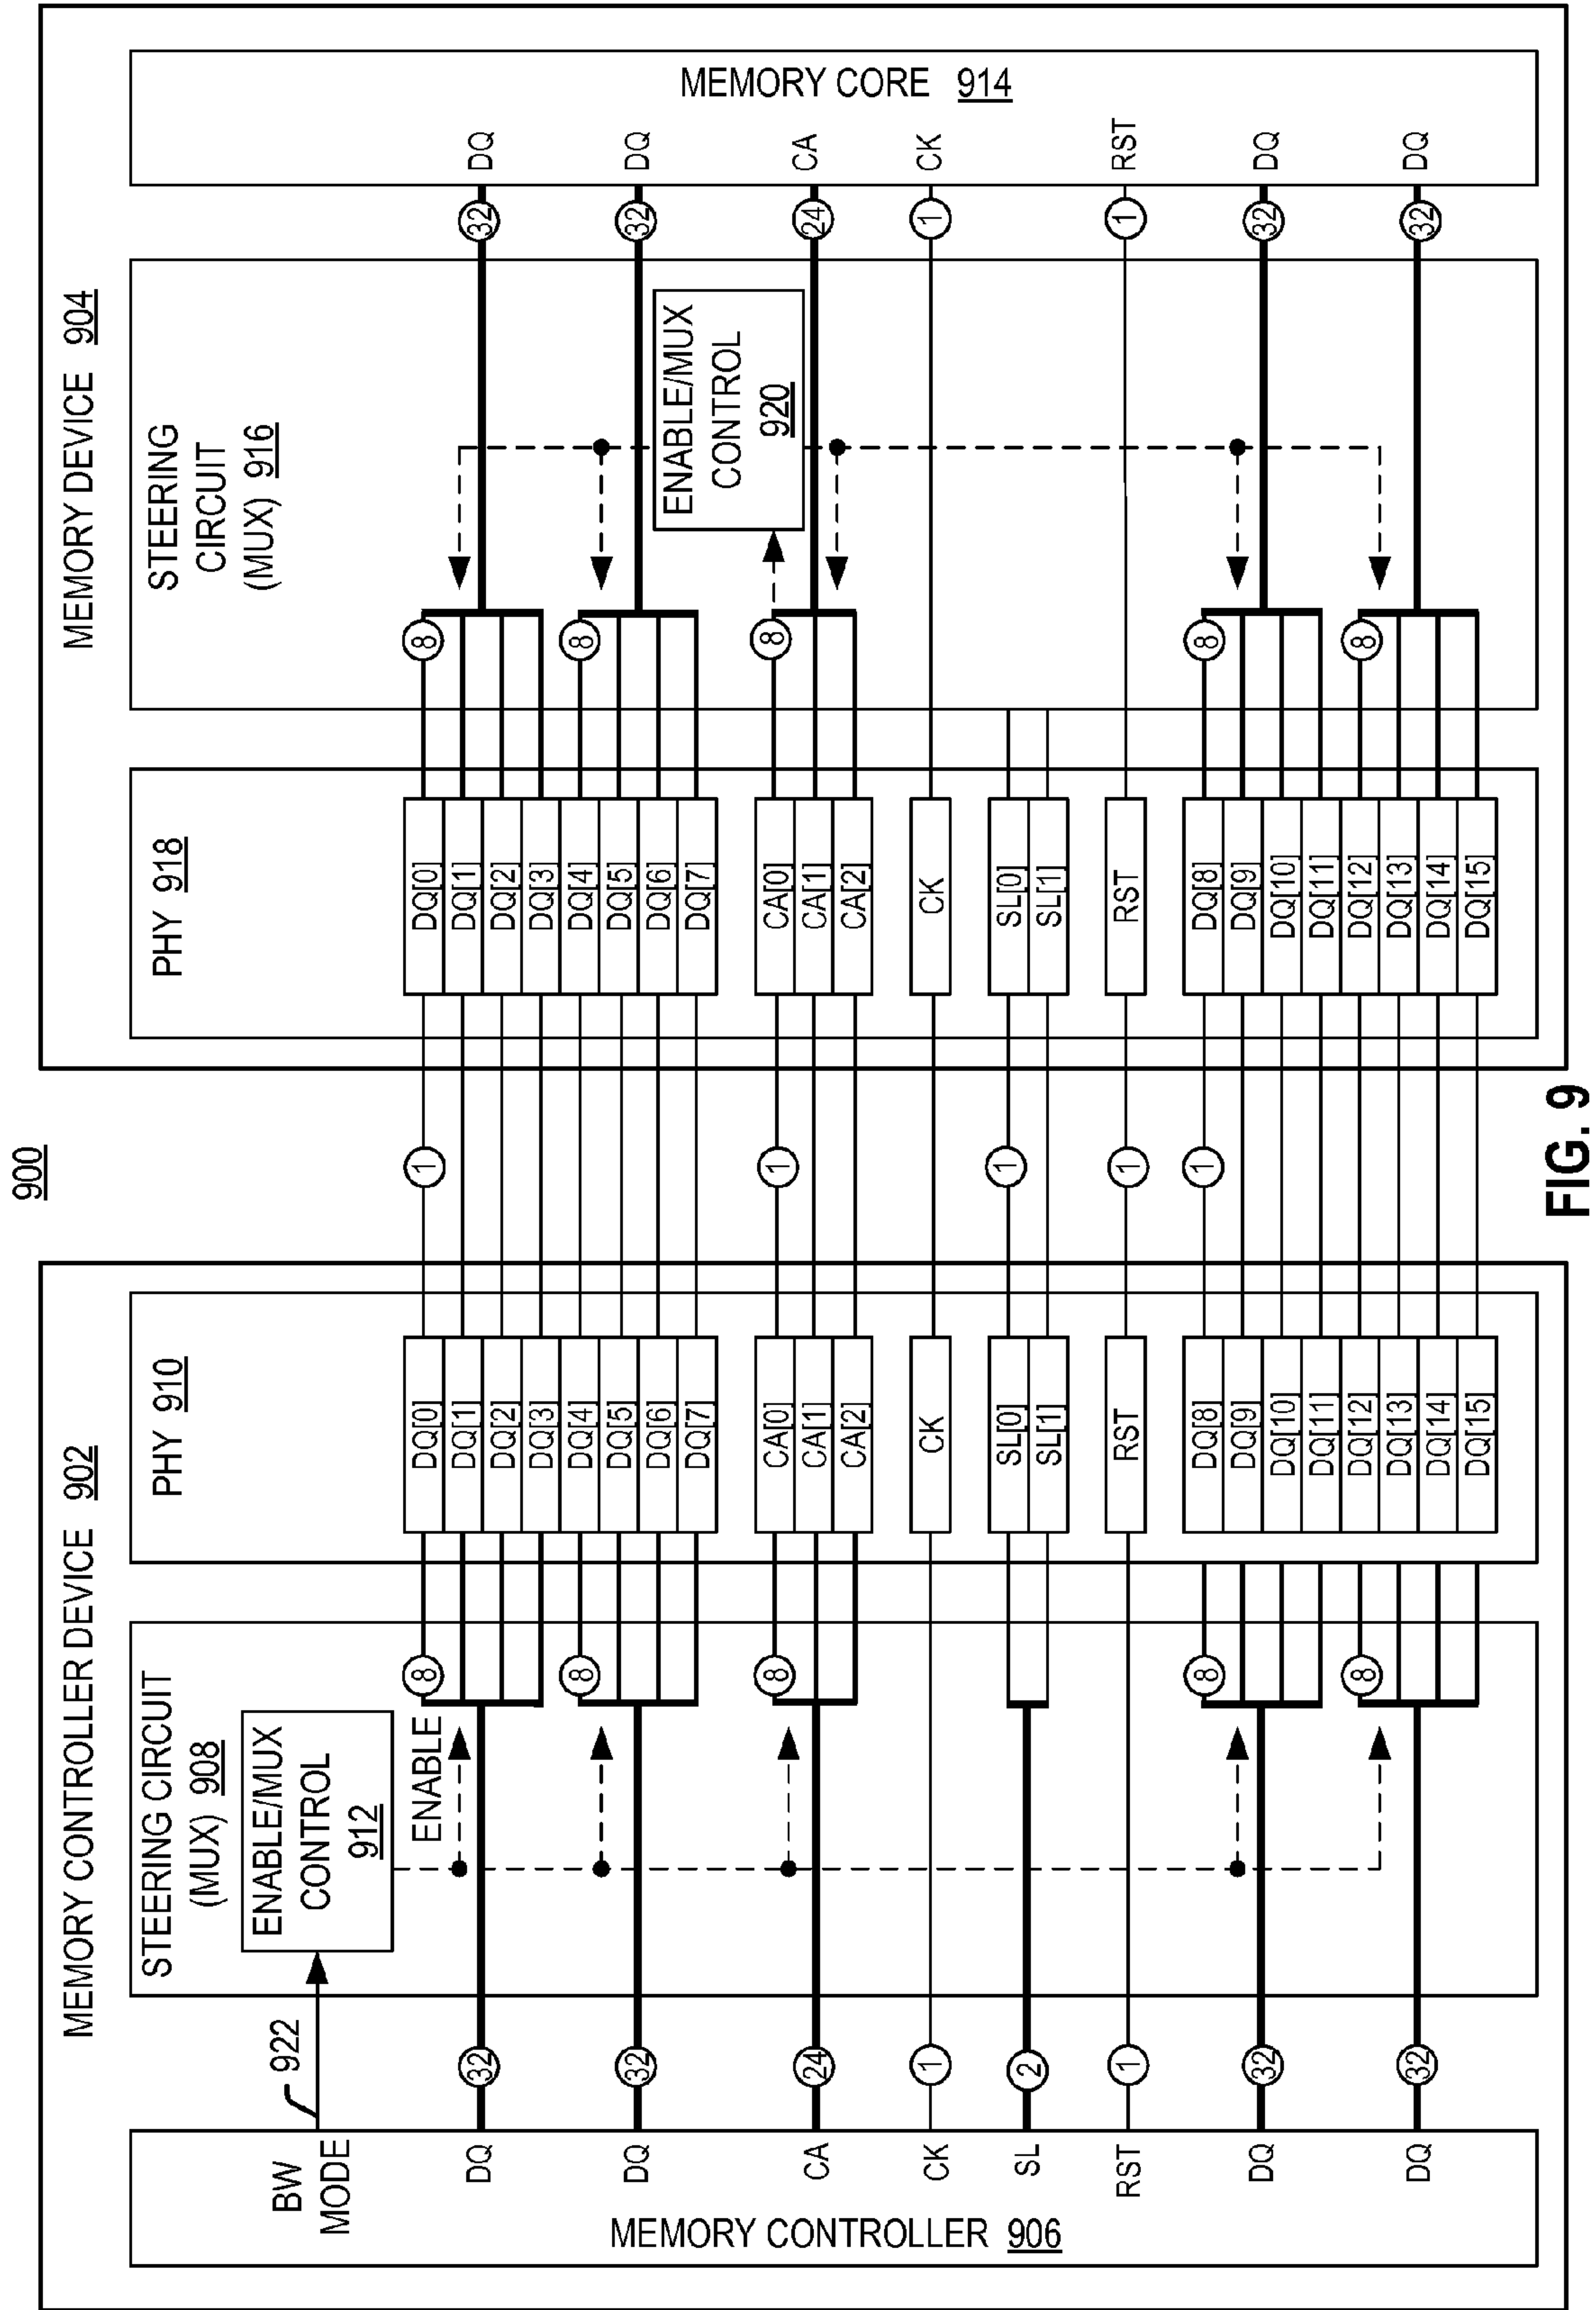 900
MEMORY CONTROLLER DEVICE 902
MEMORY CONTROLLER 906
BW
MODE
922
DQ
DQ
CA
CK
SL
RST
DQ
DQ
32
32
24
1
2
1
32
32
STEERING CIRCUIT
(MUX) 908
ENABLE/MUX
CONTROL
912
ENABLE
8
8
8
8
8
PHY 910
DQ[0]
DQ[1]
DQ[2]
DQ[3]
DQ[4]
DQ[5]
DQ[6]
DQ[7]
CA[0]
CA[1]
CA[2]
CK
SL[0]
SL[1]
RST
DQ[8]
DQ[9]
DQ[10]
DQ[11]
DQ[12]
DQ[13]
DQ[14]
DQ[15]
1
1
1
1
1
MEMORY DEVICE 904
PHY 918
DQ[0]
DQ[1]
DQ[2]
DQ[3]
DQ[4]
DQ[5]
DQ[6]
DQ[7]
CA[0]
CA[1]
CA[2]
CK
SL[0]
SL[1]
RST
DQ[8]
DQ[9]
DQ[10]
DQ[11]
DQ[12]
DQ[13]
DQ[14]
DQ[15]
STEERING
CIRCUIT
(MUX) 916
8
8
8
8
8
ENABLE/MUX
CONTROL
920
32
32
24
1
1
32
32
DQ
DQ
CA
CK
RST
DQ
DQ
MEMORY CORE 914
FIG. 9